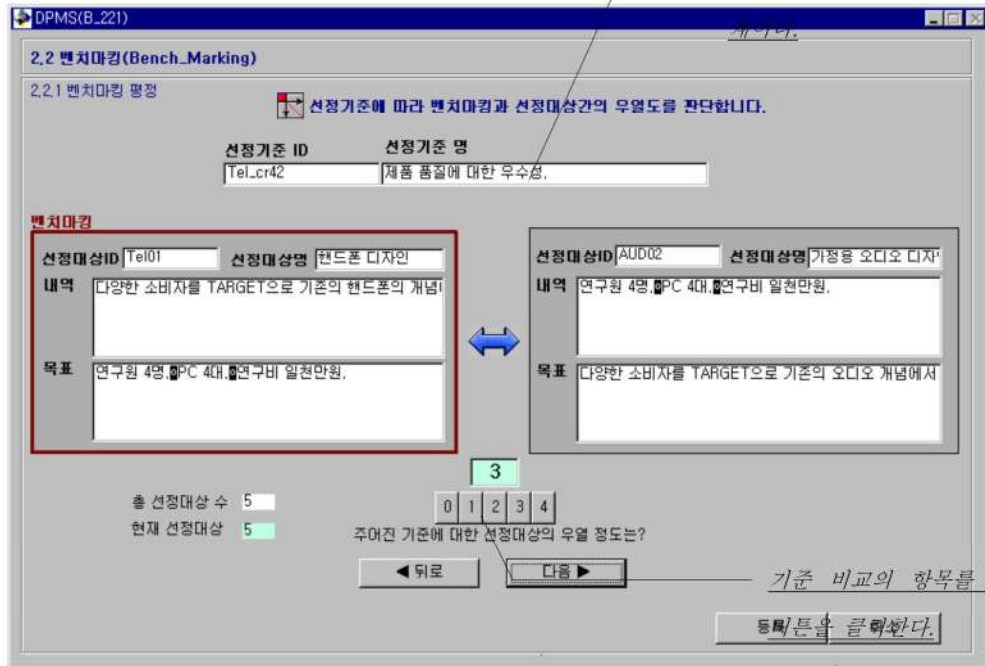 DPMS(B_221)
계이다.
2.2 벤치마킹(Bench_Marking)
2.2.1 벤치마킹 평정
선정기준에 따라 벤치마킹과 선정대상간의 우열도를 판단합니다.
선정기준 ID 선정기준 명
Tel_cr42 제품 품질에 대한 우수성.
벤치마킹
선정대상ID Tel01 선정대상명 핸드폰 디자인
내역 다양한 소비자를 TARGET으로 기존의 핸드폰의 개념
목표 연구원 4명. PC 4대. 연구비 일천만원.
선정대상ID AUD02 선정대상명 가정용 오디오 디자
내역 연구원 4명. PC 4대. 연구비 일천만원.
목표 다양한 소비자를 TARGET으로 기존의 오디오 개념에서
3
0 1 2 3 4
총 선정대상 수 5
현재 선정대상 5
주어진 기준에 대한 선정대상의 우열 정도는?
◀ 뒤로 다음 ▶
기준 비교의 항목를
버튼을 클릭한다.